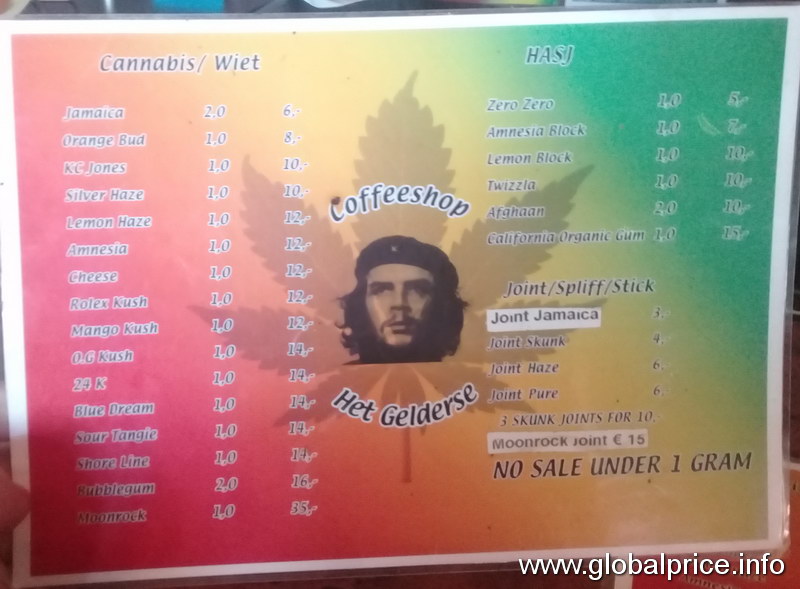 Cannabis/ Wiet
Jamaica 2,0 6,-
Orange Bud 1,0 8,-
KC Jones 1,0 10,-
Silver Haze 1,0 10,-
Lemon Haze 1,0 12,-
Amnesia 1,0 12,-
Cheese 1,0 12,-
Rolex Kush 1,0 12,-
Mango Kush 1,0 12,-
O.G Kush 1,0 14,-
24 K 1,0 14,-
Blue Dream 1,0 14,-
Sour Tangie 1,0 14,-
Shore Line 1,0 14,-
Bubblegum 2,0 16,-
Moonrock 1,0 35,-
Coffeeshop
Het Gelderse
HASJ
Zero Zero 1,0 5,-
Amnesia Block 1,0 7,-
Lemon Block 1,0 10,-
Twizzla 1,0 10,-
Afghaan 2,0 10,-
California Organic Gum 1,0 15,-
Joint/Spliff/Stick
Joint Jamaica 3,-
Joint Skunk 4,-
Joint Haze 6,-
Joint Pure 6,-
3 SKUNK JOINTS FOR 10,-
Moonrock Joint € 15
NO SALE UNDER 1 GRAM
www.globalprice.info